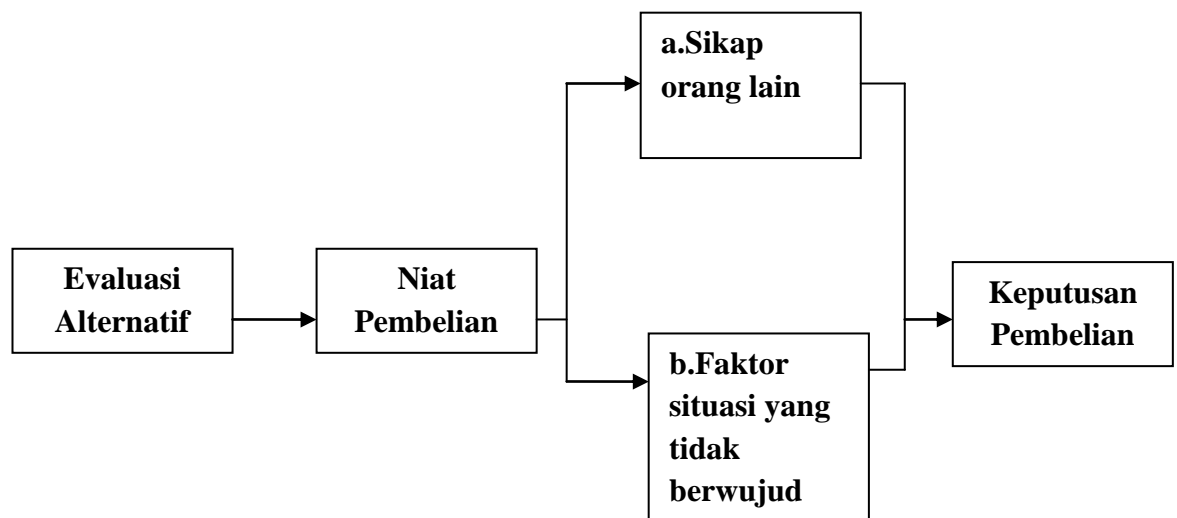 Evaluasi
Alternatif
Niat
Pembelian
a.Sikap
orang lain
b.Faktor
situasi yang
tidak
berwujud
Keputusan
Pembelian